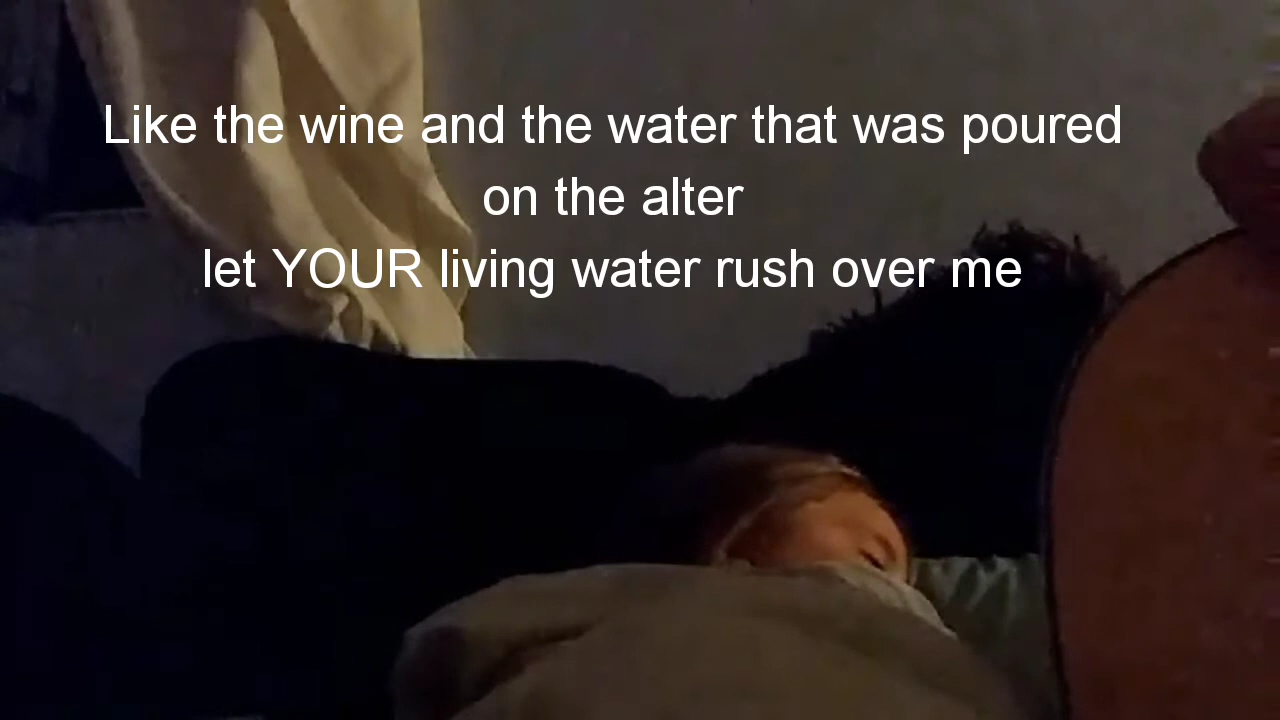 Like the wine and the water that was poured
on the alter
let YOUR living water rush over me